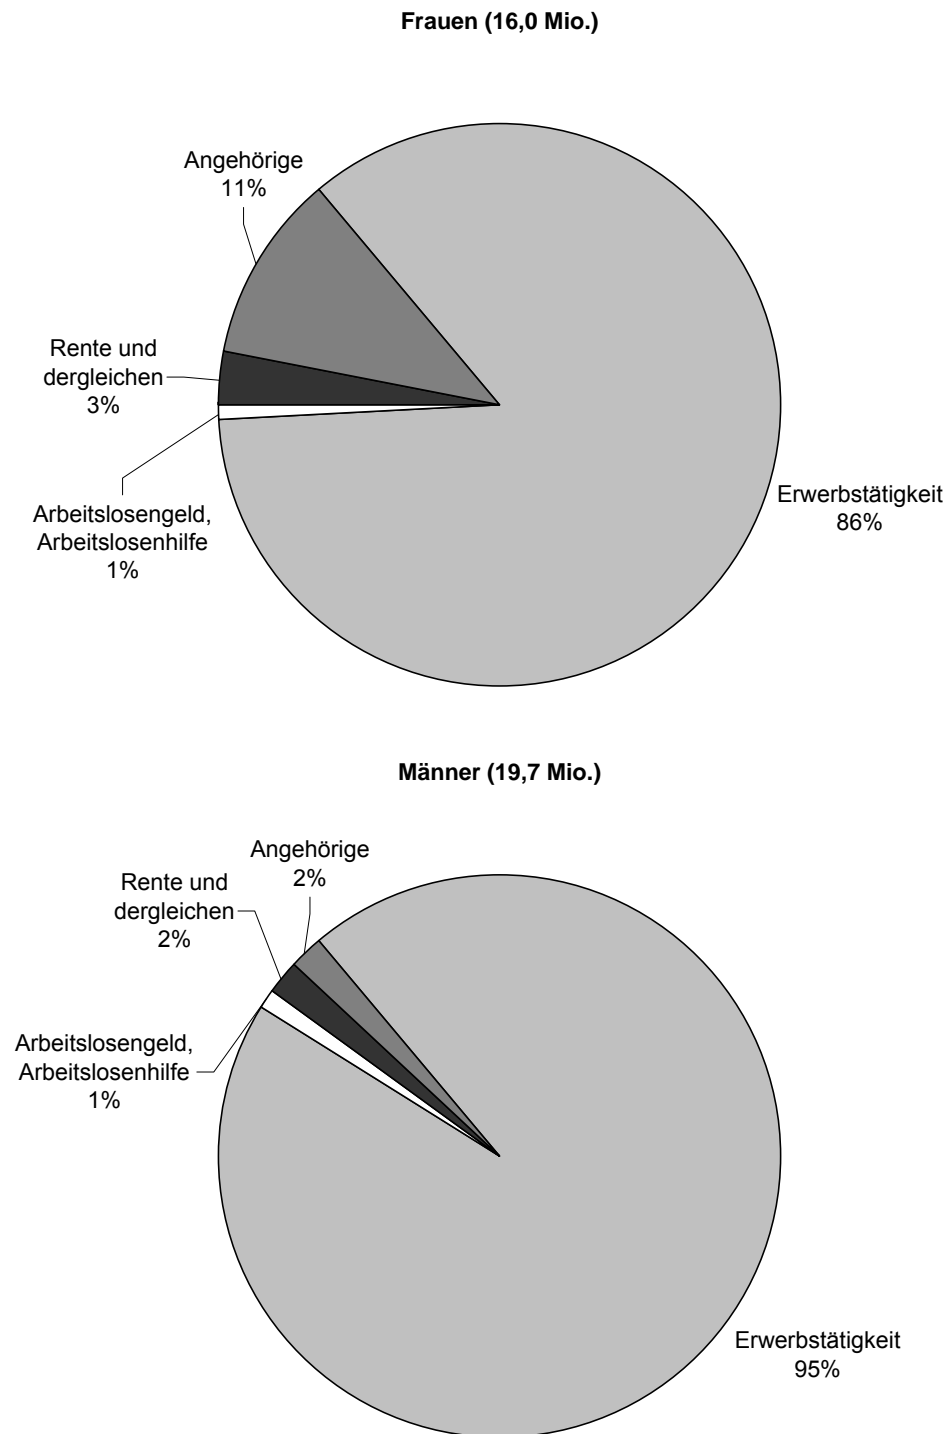 Frauen (16,0 Mio.)
Angehörige
11%
Rente und
dergleichen
3%
Arbeitslosengeld,
Arbeitslosenhilfe
1%
Erwerbstätigkeit
86%
Männer (19,7 Mio.)
Angehörige
2%
Rente und
dergleichen
2%
Arbeitslosengeld,
Arbeitslosenhilfe
1%
Erwerbstätigkeit
95%